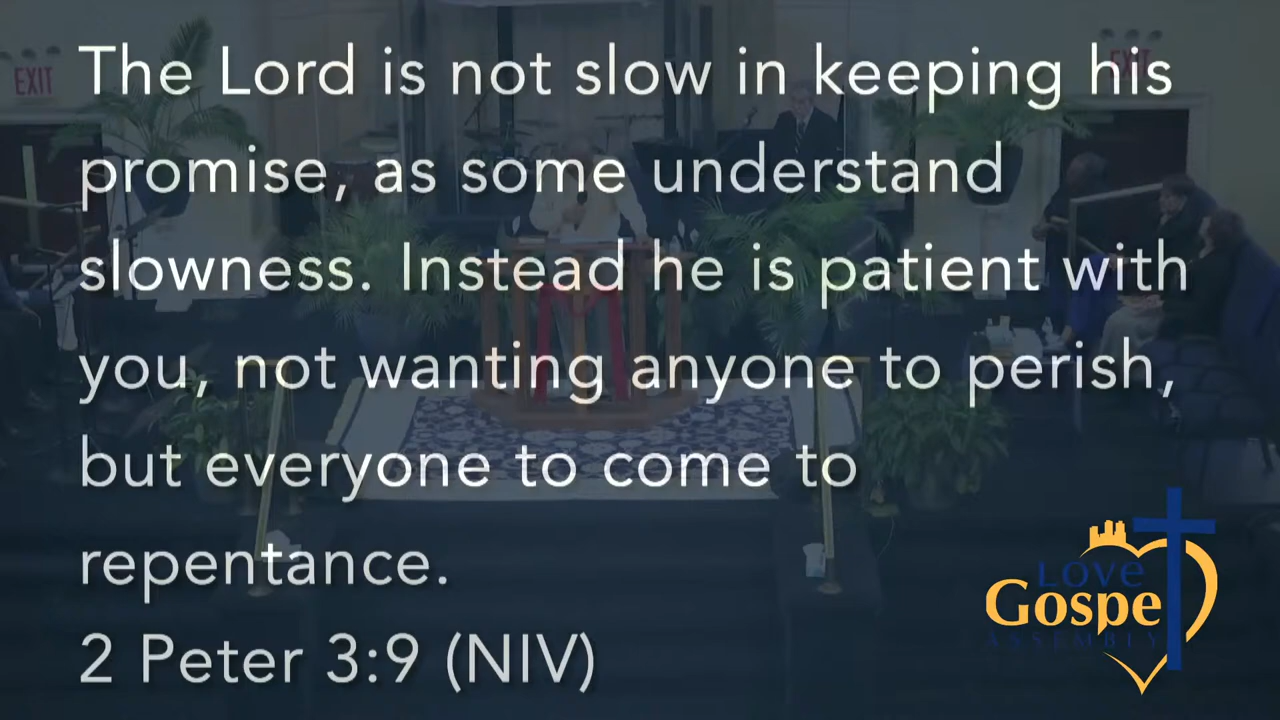 EXIT
EXIT
The Lord is not slow in keeping his
promise, as some understand
slowness. Instead he is patient with
you, not wanting anyone to perish,
but everyone to come to
repentance.
2 Peter 3:9 (NIV)
LOVE
Gospel
ASSEMBLY